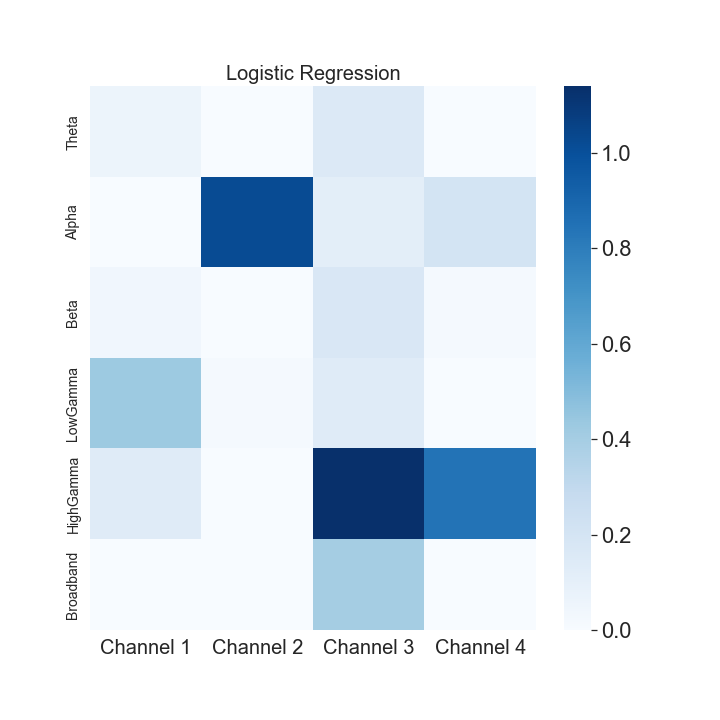 Logistic Regression
Theta
Alpha
Beta
LowGamma
HighGamma
Broadband
Channel 1 Channel 2 Channel 3 Channel 4
1.0
0.8
0.6
0.4
0.2
0.0